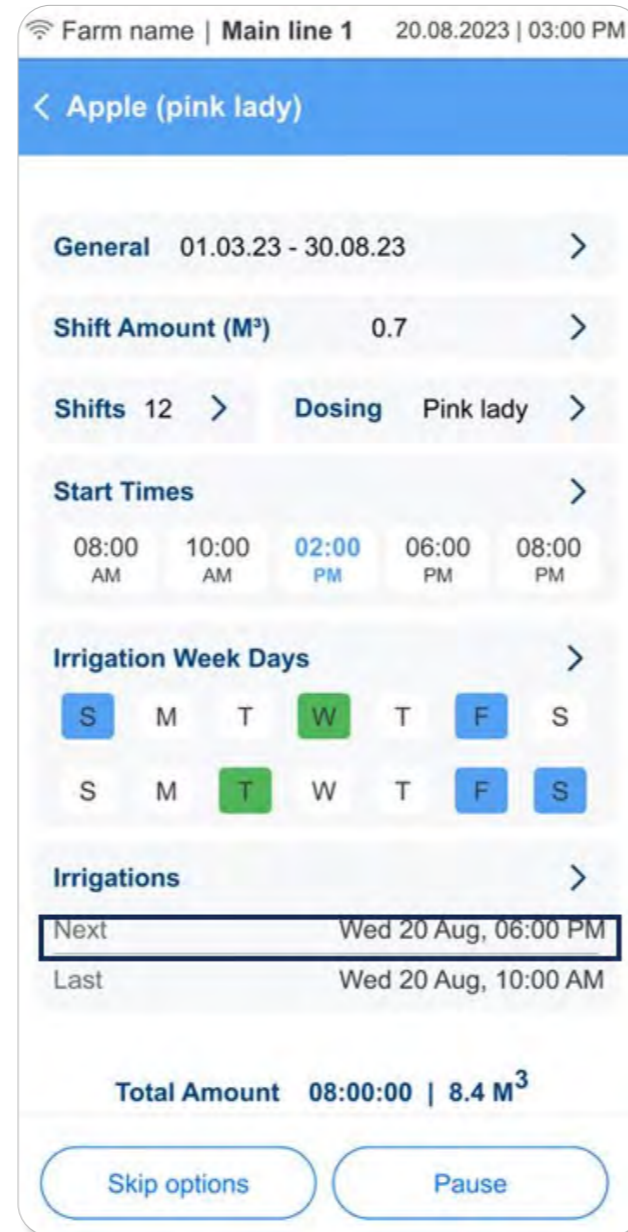 Farm name | Main line 1 20.08.2023 | 03:00 PM
< Apple (pink lady)
General 01.03.23 - 30.08.23 >
Shift Amount (M³) 0.7 >
Shifts 12 > Dosing Pink lady >
Start Times >
08:00 10:00 02:00 06:00 08:00
AM AM PM PM PM
Irrigation Week Days >
S M T W T F S
S M T W T F S
Irrigations >
Next Wed 20 Aug, 06:00 PM
Last Wed 20 Aug, 10:00 AM
Total Amount 08:00:00 | 8.4 M³
Skip options Pause